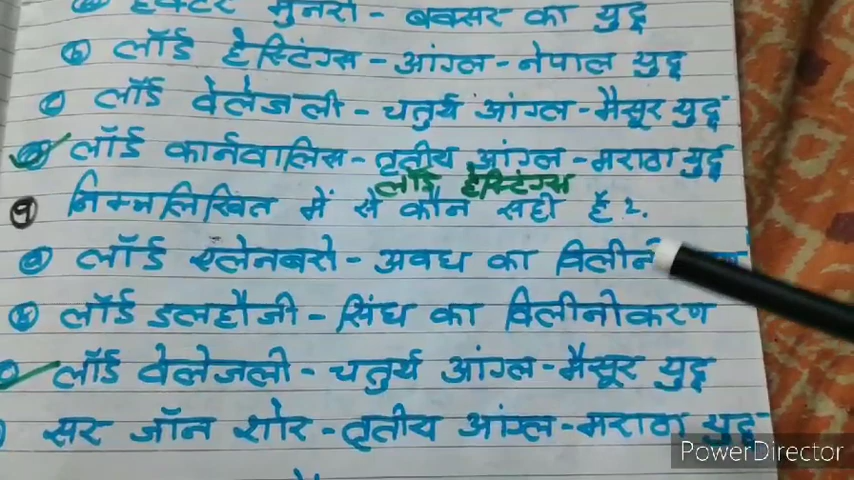 हेक्टर मुनरो - बक्सर का युद्ध
(b) लॉर्ड हेस्टिंग्स - आंग्ल - नेपाल युद्ध
(c) लॉर्ड वेलेजली - चतुर्थ आंग्ल - मैसूर युद्ध
लॉर्ड कार्नवालिस - तृतीय आंग्ल - मराठा युद्ध
लॉर्ड हेस्टिंग्स
(9) निम्नलिखित में से कौन सही है?
(a) लॉर्ड एलेनबरो - अवध का
(b) लॉर्ड डलहौजी - सिंध का विलीनीकरण
लॉर्ड वेलेजली - चतुर्थ आंग्ल - मैसूर युद्ध
सर जॉन शोर - तृतीय आंग्ल - मराठा युद्ध
PowerDirector